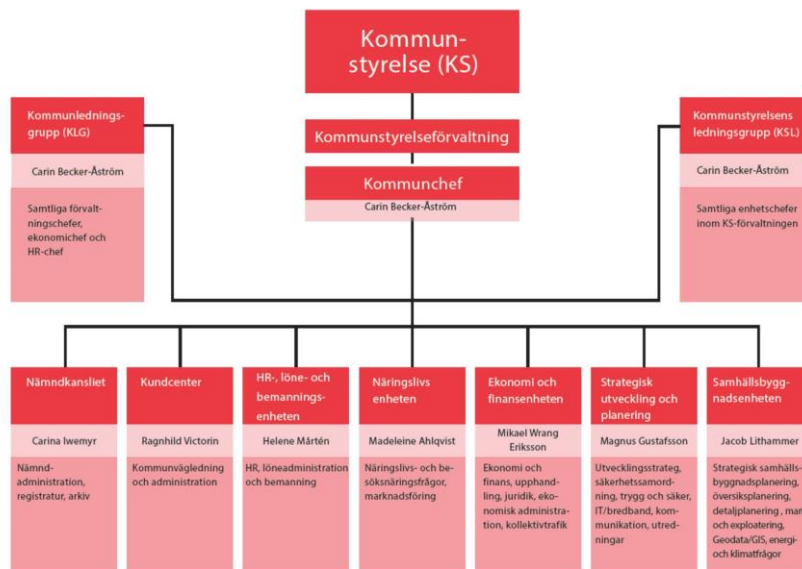 Kommun-
styrelse (KS)
Kommunlednings-
grupp (KLG)
Carin Becker-Åström
Samtliga förvalt-
ningschefer,
ekonomichef och
HR-chef
Kommunstyrelseförvaltning
Kommunchef
Carin Becker-Åström
Kommunstyrelsens
ledningsgrupp (KSL)
Carin Becker-Åström
Samtliga enhetschefer
inom KS-förvaltningen
Nämndkansliet
Carina Iwemyr
Nämnd-
administration,
registratur, arkiv
Kundcenter
Ragnhild Victorin
Kommunvägledning
och administration
HR-, löne- och
bemannings-
enheten
Helene Mårtén
HR, löneadministration
och bemanning
Näringslivs
enheten
Madeleine Ahlqvist
Näringslivs- och be-
söksnäringsfrågor,
marknadsföring
Ekonomi och
finansenheten
Mikael Wrang
Eriksson
Ekonomi och
finans, upphand-
ling, juridik, eko-
nomisk administra-
tion, kollektivtrafik
Strategisk
utveckling och
planering
Magnus Gustafsson
Utvecklingsstrateg,
säkerhetssamord-
ning, trygg och säker,
IT/bredband, kom-
munikation, utred-
ningar
Samhällsbyg-
gnadsenheten
Jacob Lithammer
Strategisk samhälls-
byggnadsplanering,
översiksplanering,
detaljplanering , mar
och exploatering,
Geodata/GIS, energi-
och klimatfrågor